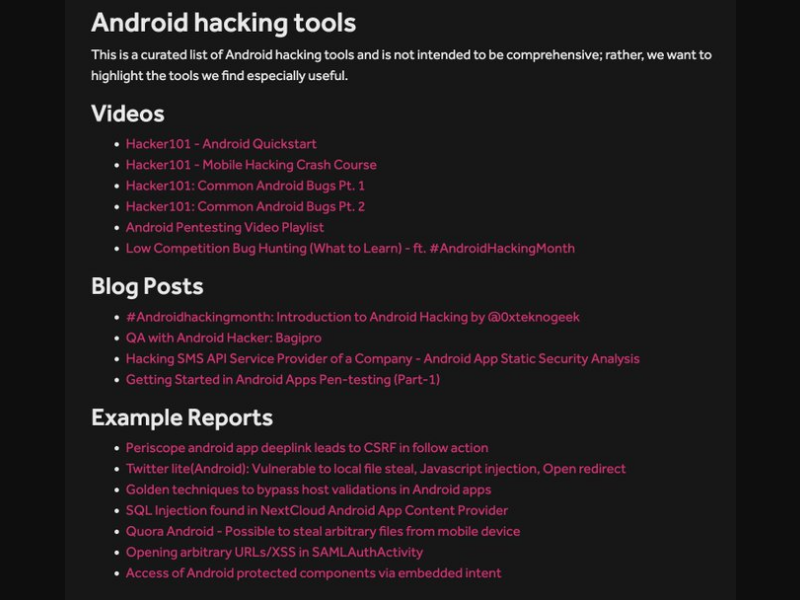 Android hacking tools
This is a curated list of Android hacking tools and is not intended to be comprehensive; rather, we want to
highlight the tools we find especially useful.
Videos
• Hacker101 - Android Quickstart
• Hacker101 - Mobile Hacking Crash Course
• Hacker101: Common Android Bugs Pt. 1
• Hacker101: Common Android Bugs Pt. 2
• Android Pentesting Video Playlist
• Low Competition Bug Hunting (What to Learn) - ft. #AndroidHackingMonth
Blog Posts
• #Androidhackingmonth: Introduction to Android Hacking by @0xteknogeek
• QA with Android Hacker: Bagipro
• Hacking SMS API Service Provider of a Company - Android App Static Security Analysis
• Getting Started in Android Apps Pen-testing (Part-1)
Example Reports
• Periscope android app deeplink leads to CSRF in follow action
• Twitter lite(Android): Vulnerable to local file steal, Javascript injection, Open redirect
• Golden techniques to bypass host validations in Android apps
• SQL Injection found in NextCloud Android App Content Provider
• Quora Android - Possible to steal arbitrary files from mobile device
• Opening arbitrary URLs/XSS in SAMLAuthActivity
• Access of Android protected components via embedded intent